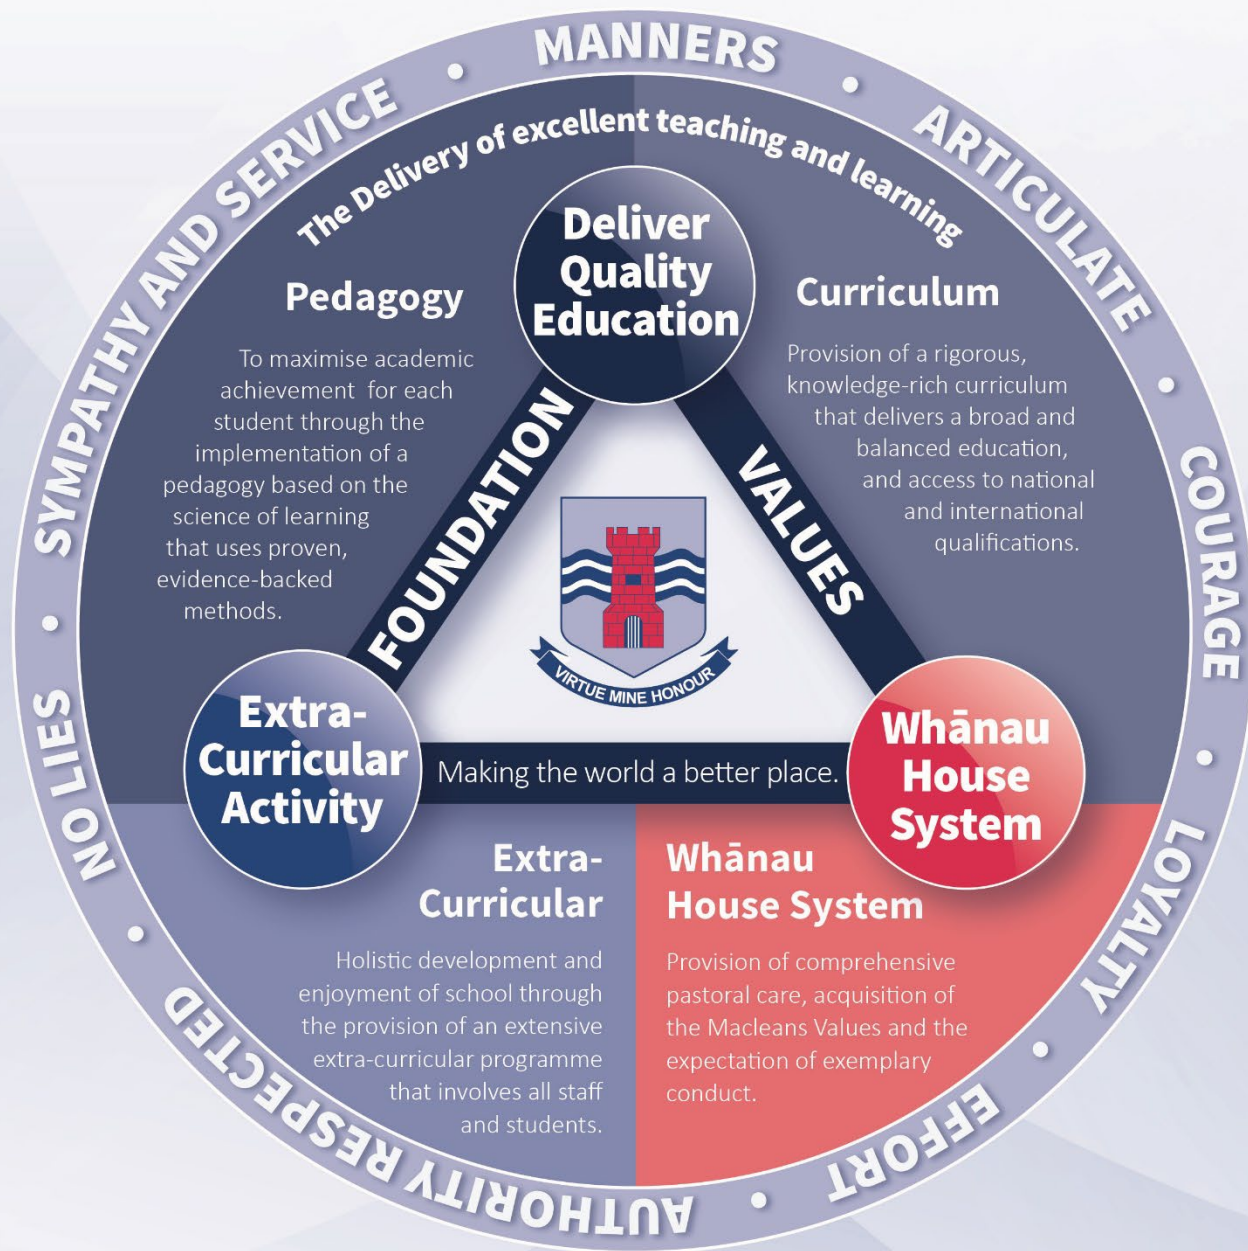 MANNERS • ARTICULATE • COURAGE • LOYALTY • EFFORT • AUTHORITY RESPECTED • NO LIES • SYMPATHY AND SERVICE •
The Delivery of excellent teaching and learning
Deliver
Quality
Education
Pedagogy
To maximise academic
achievement for each
student through the
implementation of a
pedagogy based on the
science of learning
that uses proven,
evidence-backed
methods.
Curriculum
Provision of a rigorous,
knowledge-rich curriculum
that delivers a broad and
balanced education,
and access to national
and international
qualifications.
FOUNDATION
VALUES
VIRTUE MINE HONOUR
Extra-
Curricular
Activity
Making the world a better place.
Whānau
House
System
Extra-
Curricular
Holistic development and
enjoyment of school through
the provision of an extensive
extra-curricular programme
that involves all staff
and students.
Whānau
House System
Provision of comprehensive
pastoral care, acquisition of
the Macleans Values and the
expectation of exemplary
conduct.